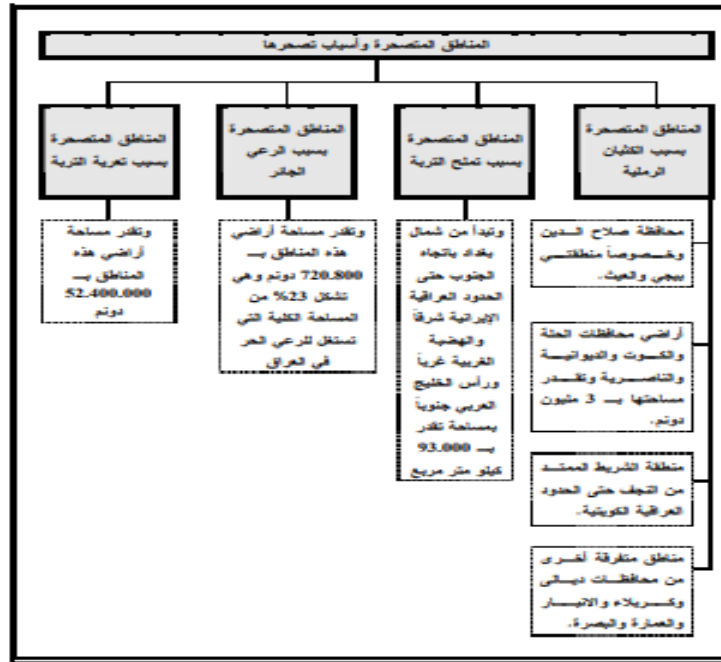 المناطق المتصحرة وأسباب تصحرها
المناطق المتصحرة
بسبب الكثبان
الرملية
محافظة صلاح الدين
وخصوصاً منطقتي
بيجي والعيث.
أراضي محافظات الحلة
والكوت والديوانية
والناصرية وتقدر
مساحتها بـ 3 مليون
دونم.
منطقة الشريط الممتد
من النجف حتى الحدود
العراقية الكويتية.
مناطق متفرقة أخرى
من محافظات ديالى
وكربلاء والانبار
والعمارة والبصرة.
المناطق المتصحرة
بسبب تملح التربة
وتبدأ من شمال
بغداد باتجاه
الجنوب حتى
الحدود العراقية
الإيرانية شرقاً
والهضبة
الغربية غرباً
ورأس الخليج
العربي جنوباً
بمساحة تقدر
بـ 93.000
كيلو متر مربع
المناطق المتصحرة
بسبب الرعي
الجائر
وتقدر مساحة أراضي
هذه المناطق بـ
720.800 دونم وهي
تشكل 23% من
المساحة الكلية التي
تستغل للرعي الحر
في العراق
المناطق المتصحرة
بسبب تعرية التربة
وتقدر مساحة
أراضي هذه
المناطق بـ
52.400.000
دونم